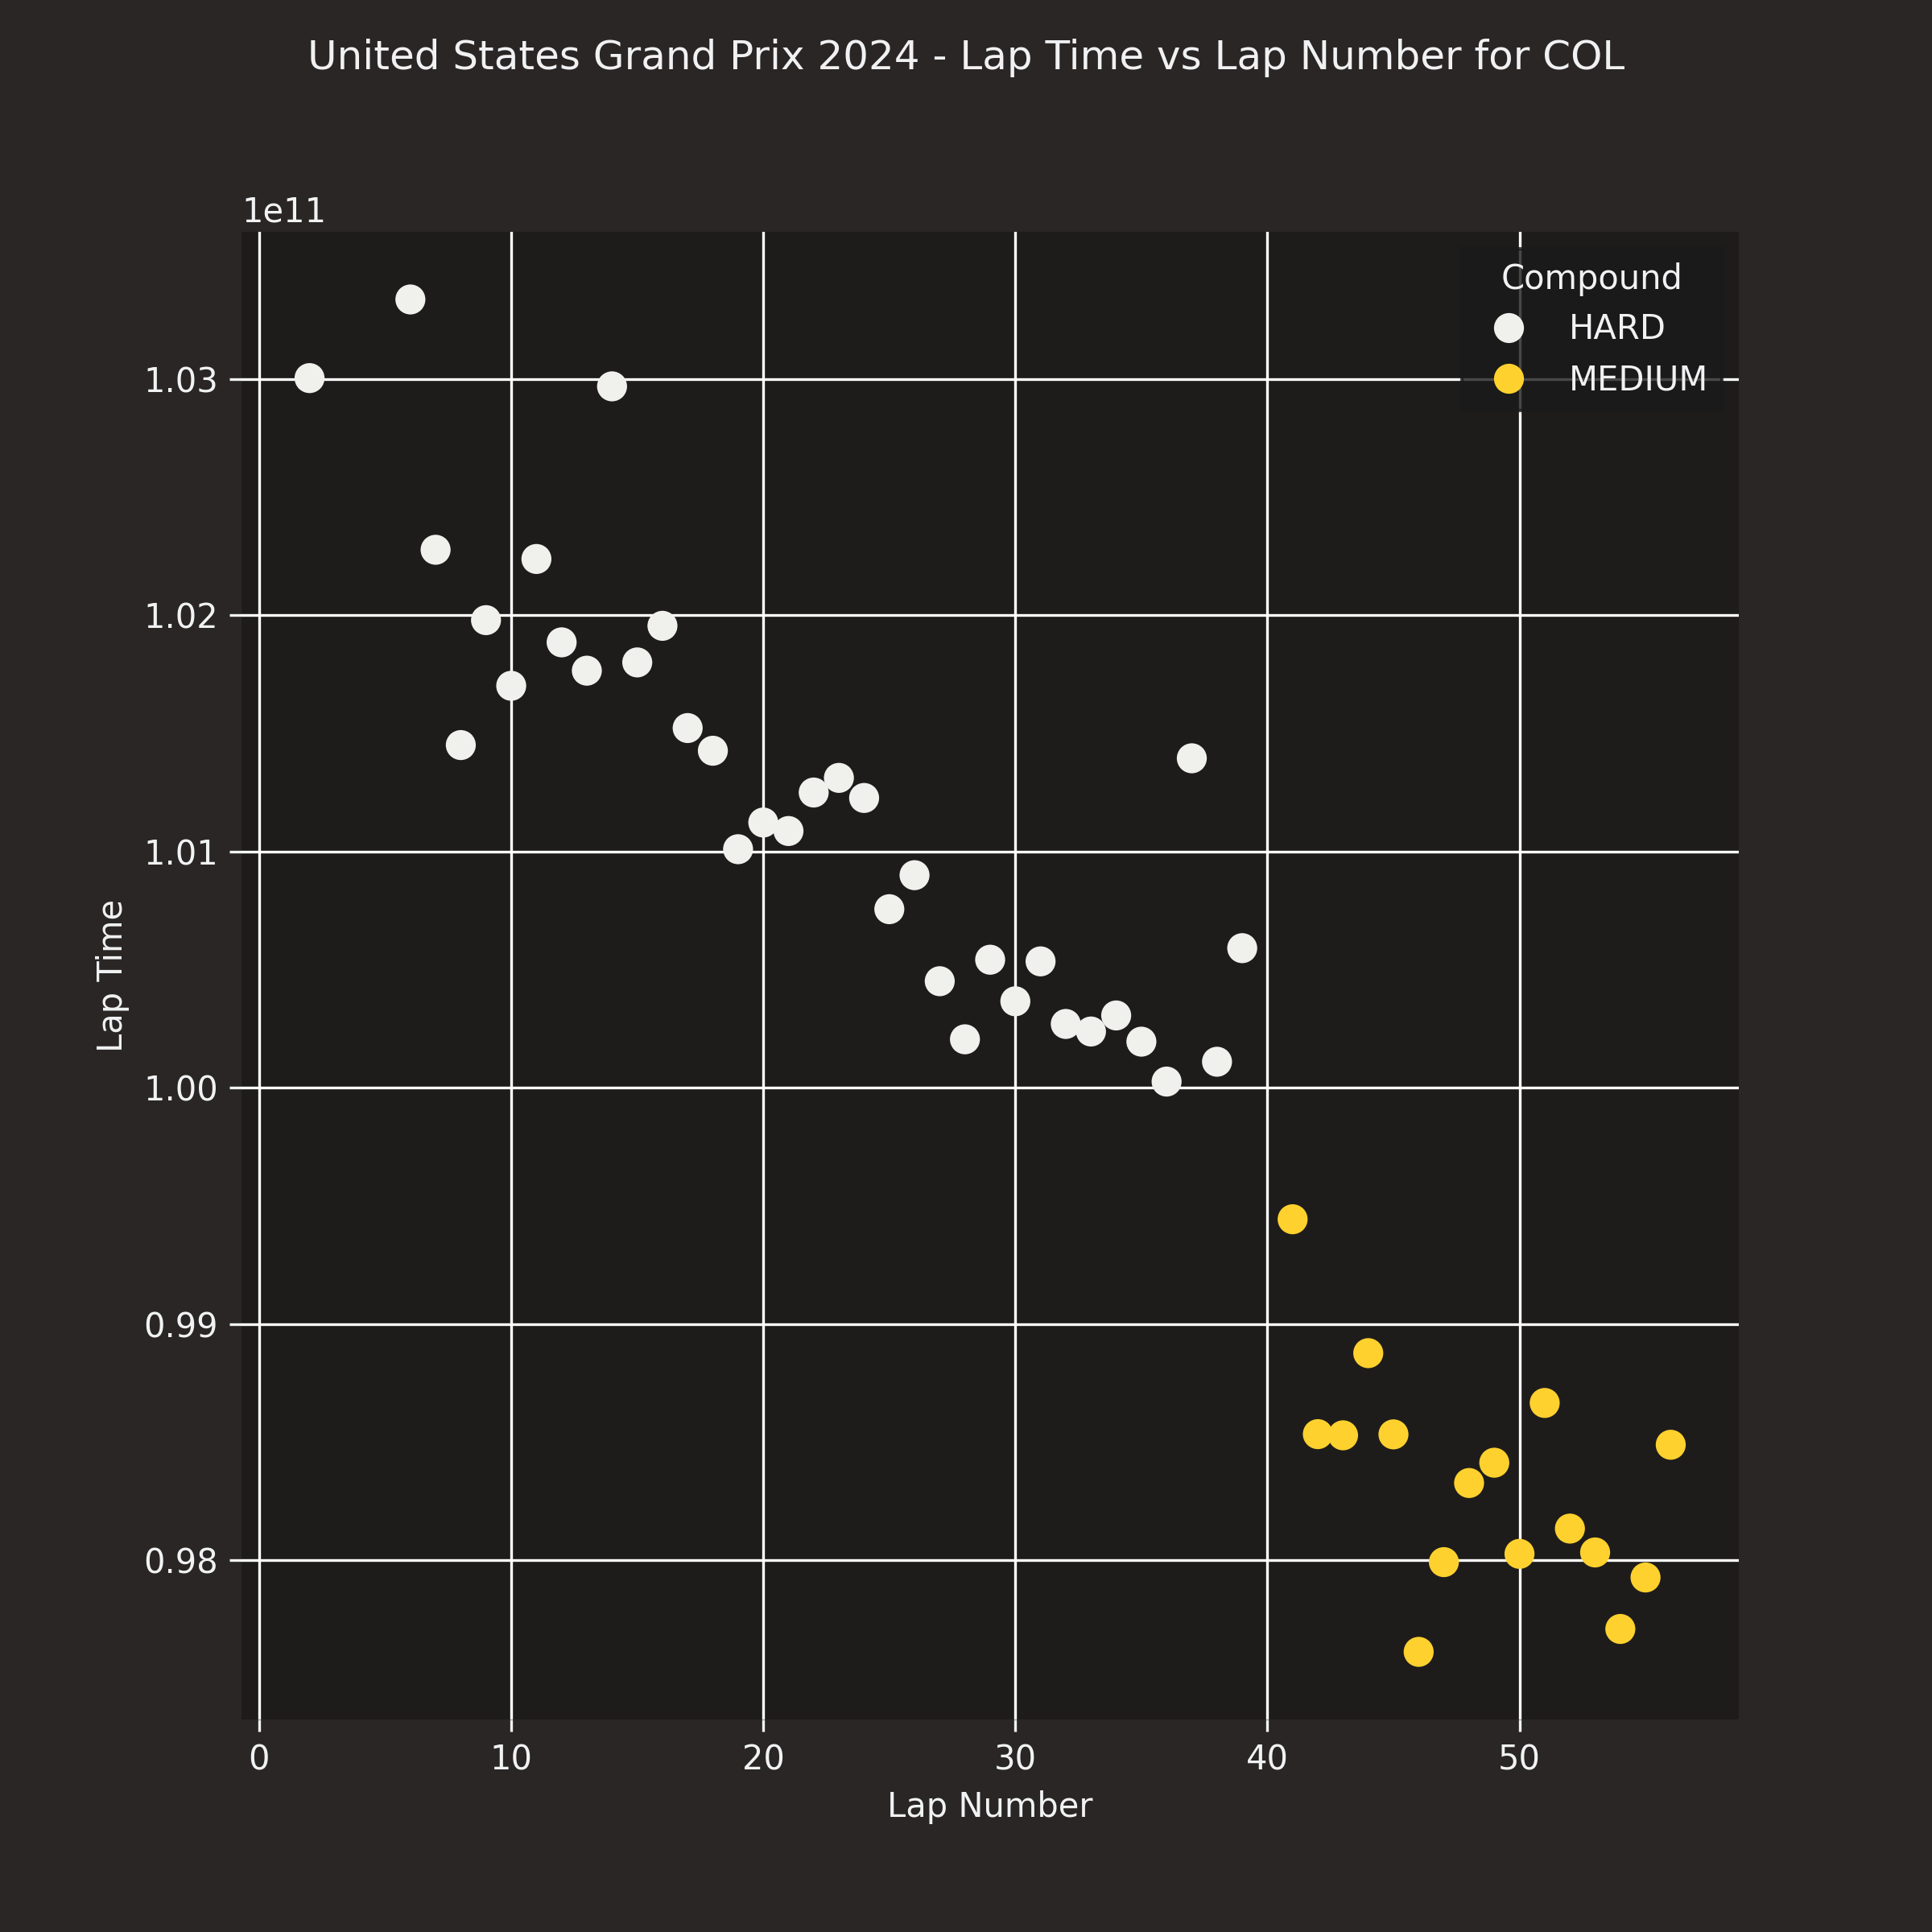 United States Grand Prix 2024 - Lap Time vs Lap Number for COL
1e11
Compound
HARD
MEDIUM
1.03
1.02
1.01
1.00
0.99
0.98
Lap Time
0 10 20 30 40 50
Lap Number